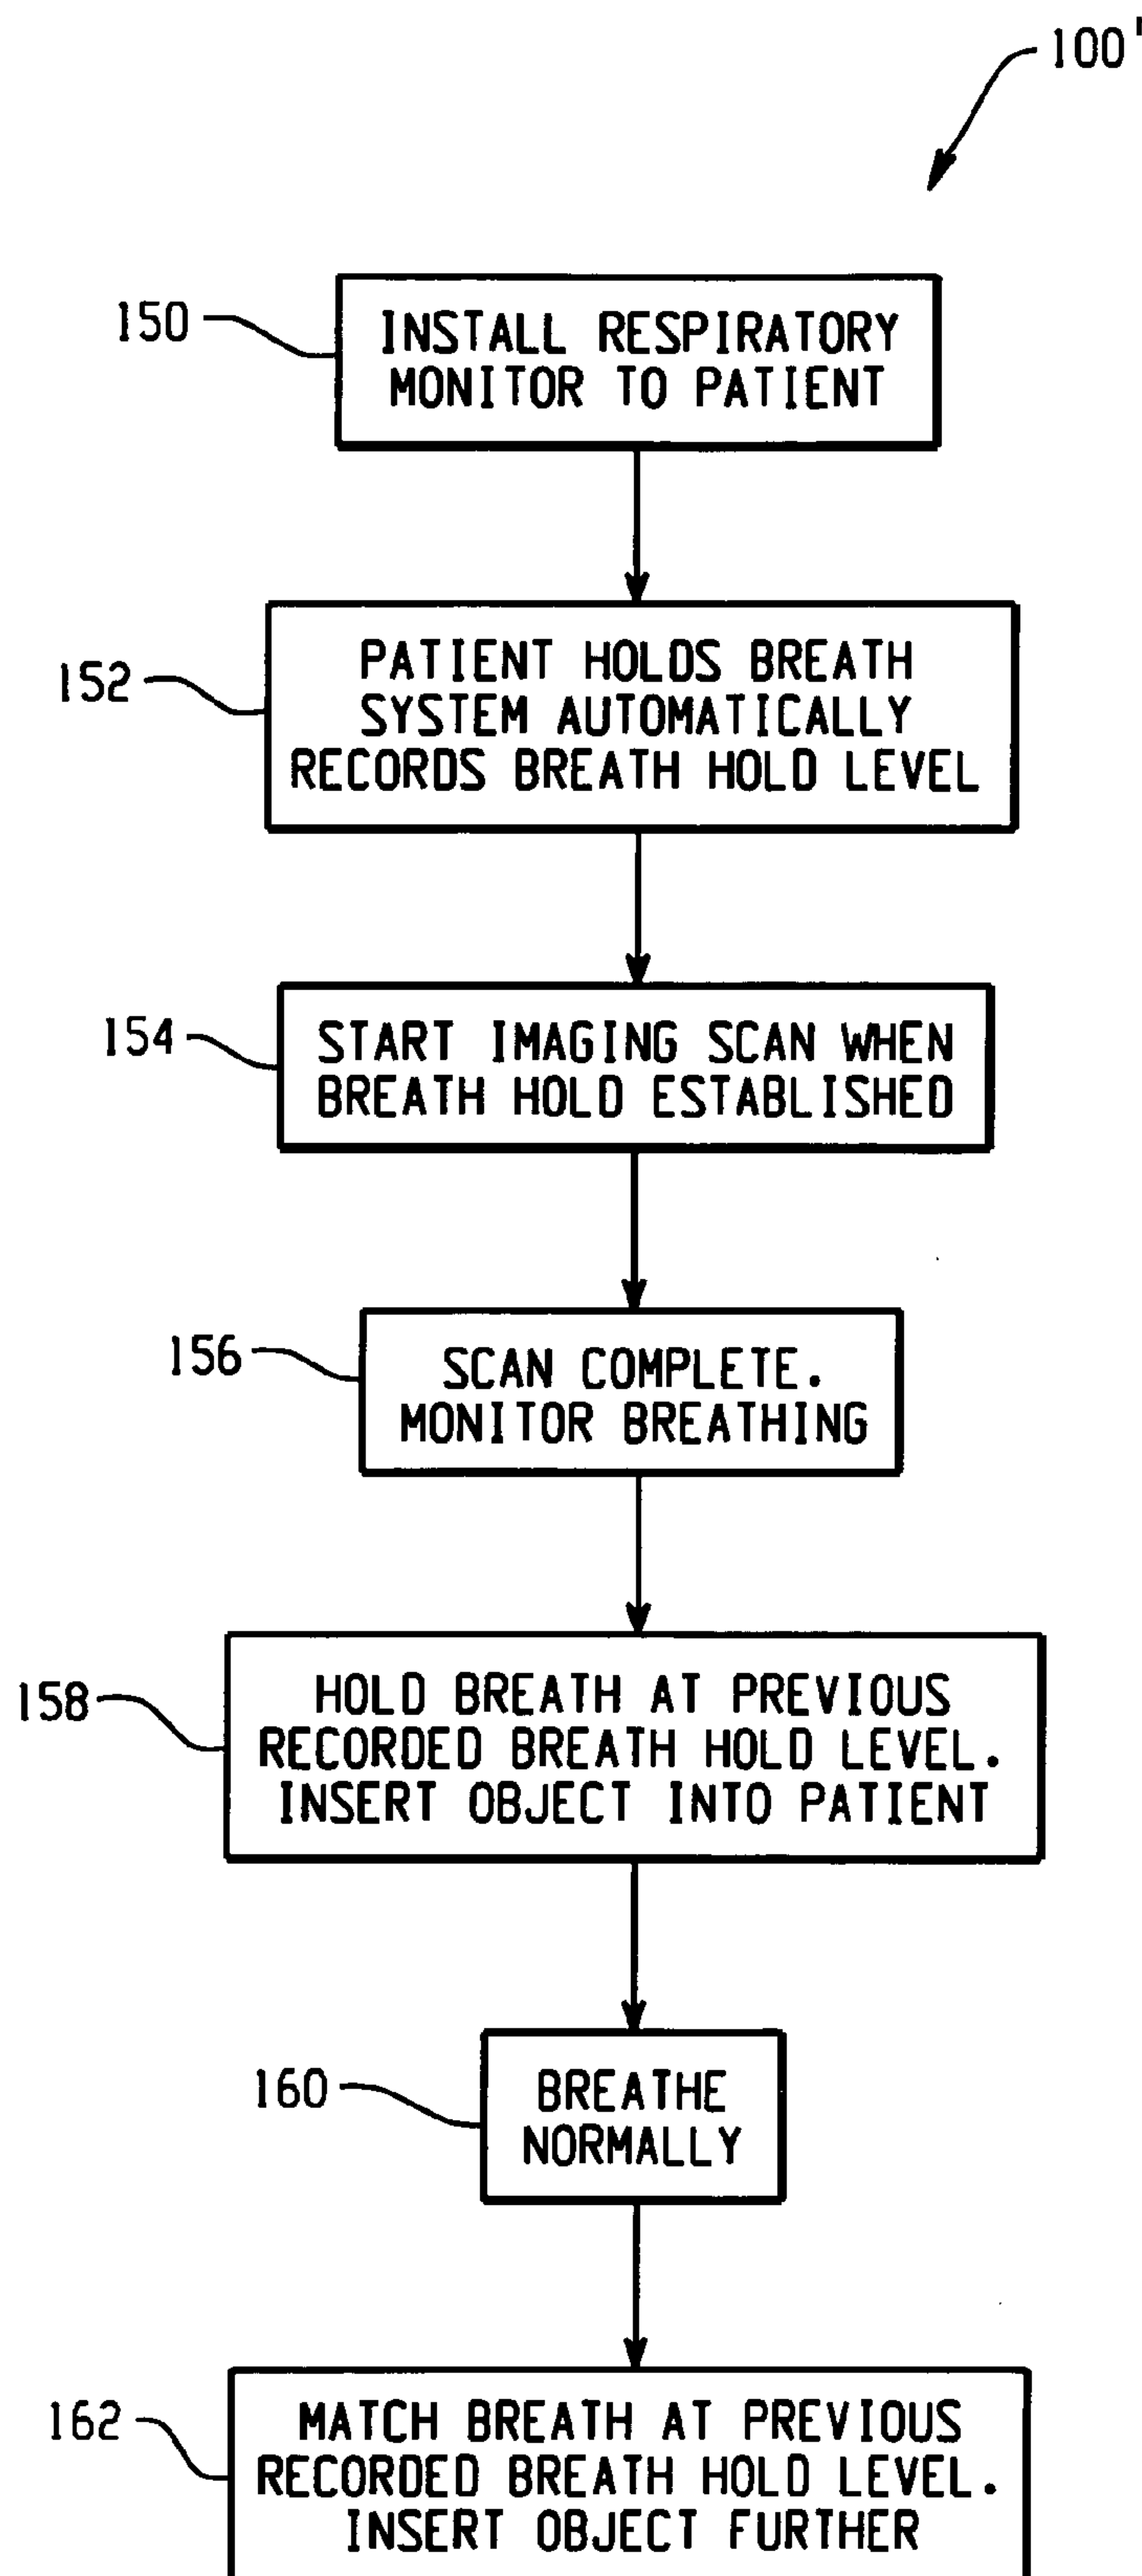 100'
150
INSTALL RESPIRATORY
MONITOR TO PATIENT
152
PATIENT HOLDS BREATH
SYSTEM AUTOMATICALLY
RECORDS BREATH HOLD LEVEL
154
START IMAGING SCAN WHEN
BREATH HOLD ESTABLISHED
156
SCAN COMPLETE.
MONITOR BREATHING
158
HOLD BREATH AT PREVIOUS
RECORDED BREATH HOLD LEVEL.
INSERT OBJECT INTO PATIENT
160
BREATHE
NORMALLY
162
MATCH BREATH AT PREVIOUS
RECORDED BREATH HOLD LEVEL.
INSERT OBJECT FURTHER